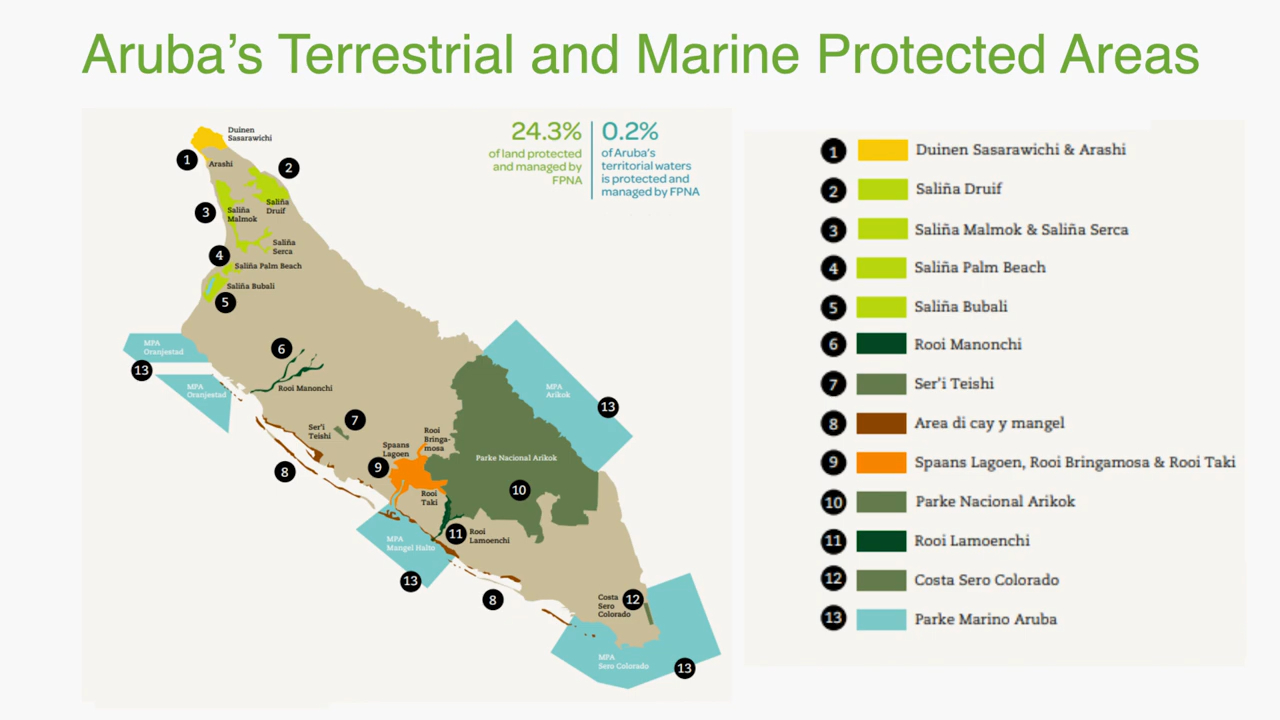 Aruba's Terrestrial and Marine Protected Areas
24.3%
of land protected
and managed by
FPNA
0.2%
of Aruba's
territorial waters
is protected and
managed by FPNA
Duinen
Sasarawichi
1
Arashi
2
Saliña
Druif
3
Saliña
Malmok
Saliña
Serca
4
Saliña Palm Beach
Saliña Bubali
5
MPA
Oranjestad
13
MPA
Oranjestad
6
Rooi Manonchi
MPA
Arikok
13
7
Ser'i
Teishi
8
Spaans
Lagoen
Rooi
Bringa-
mosa
9
Parke Nacional Arikok
10
Rooi
Taki
11
Rooi
Lamoenchi
MPA
Mangel Halto
13
8
Costa
Sero
Colorado
12
MPA
Sero Colorado
13
1 Duinen Sasarawichi & Arashi
2 Saliña Druif
3 Saliña Malmok & Saliña Serca
4 Saliña Palm Beach
5 Saliña Bubali
6 Rooi Manonchi
7 Ser'i Teishi
8 Area di cay y mangel
9 Spaans Lagoen, Rooi Bringamosa & Rooi Taki
10 Parke Nacional Arikok
11 Rooi Lamoenchi
12 Costa Sero Colorado
13 Parke Marino Aruba